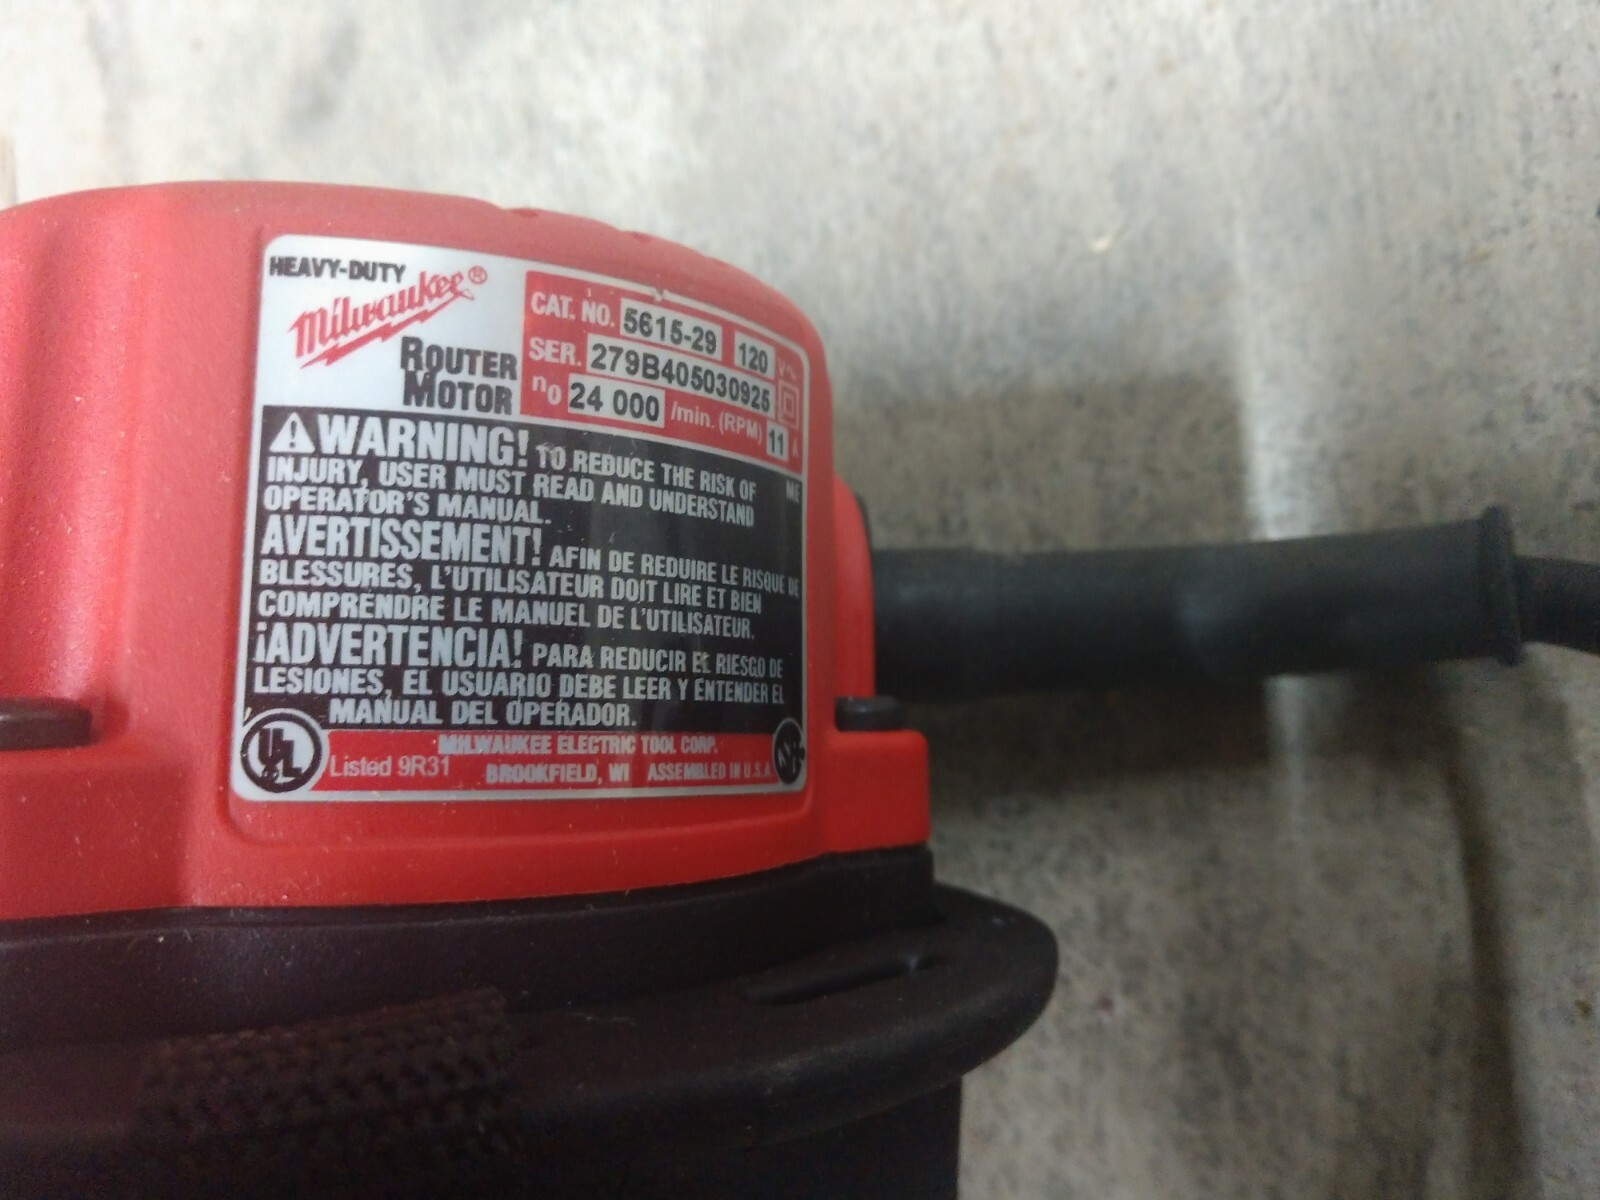 HEAVY-DUTY
Milwaukee®
ROUTER
MOTOR
CAT. NO. 5615-29 120 V~
SER. 279B405030925
no 24 000 /min. (RPM) 11 A
WARNING! TO REDUCE THE RISK OF
INJURY, USER MUST READ AND UNDERSTAND
OPERATOR'S MANUAL.
AVERTISSEMENT! AFIN DE REDUIRE LE RISQUE DE
BLESSURES, L'UTILISATEUR DOIT LIRE ET BIEN
COMPRENDRE LE MANUEL DE L'UTILISATEUR.
¡ADVERTENCIA! PARA REDUCIR EL RIESGO DE
LESIONES, EL USUARIO DEBE LEER Y ENTENDER EL
MANUAL DEL OPERADOR.
UL
Listed 9R31
MILWAUKEE ELECTRIC TOOL CORP.
BROOKFIELD, WI ASSEMBLED IN U.S.A.